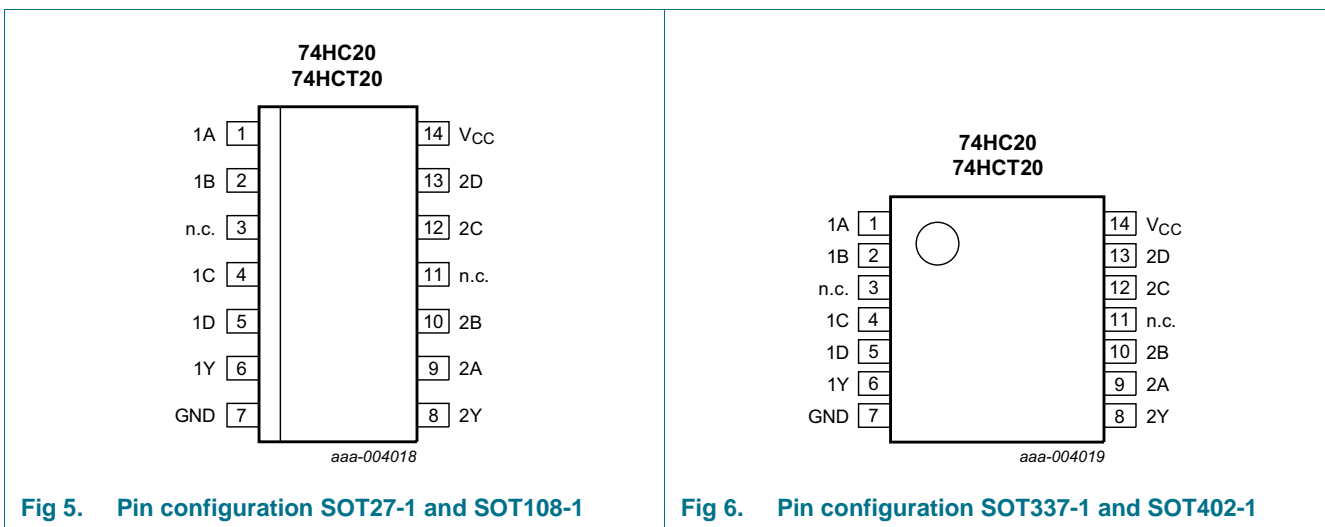 74HC20
74HCT20
1A 1 14 VCC
1B 2 13 2D
n.c. 3 12 2C
1C 4 11 n.c.
1D 5 10 2B
1Y 6 9 2A
GND 7 8 2Y
aaa-004018
Fig 5. Pin configuration SOT27-1 and SOT108-1
74HC20
74HCT20
1A 1 14 VCC
1B 2 13 2D
n.c. 3 12 2C
1C 4 11 n.c.
1D 5 10 2B
1Y 6 9 2A
GND 7 8 2Y
aaa-004019
Fig 6. Pin configuration SOT337-1 and SOT402-1